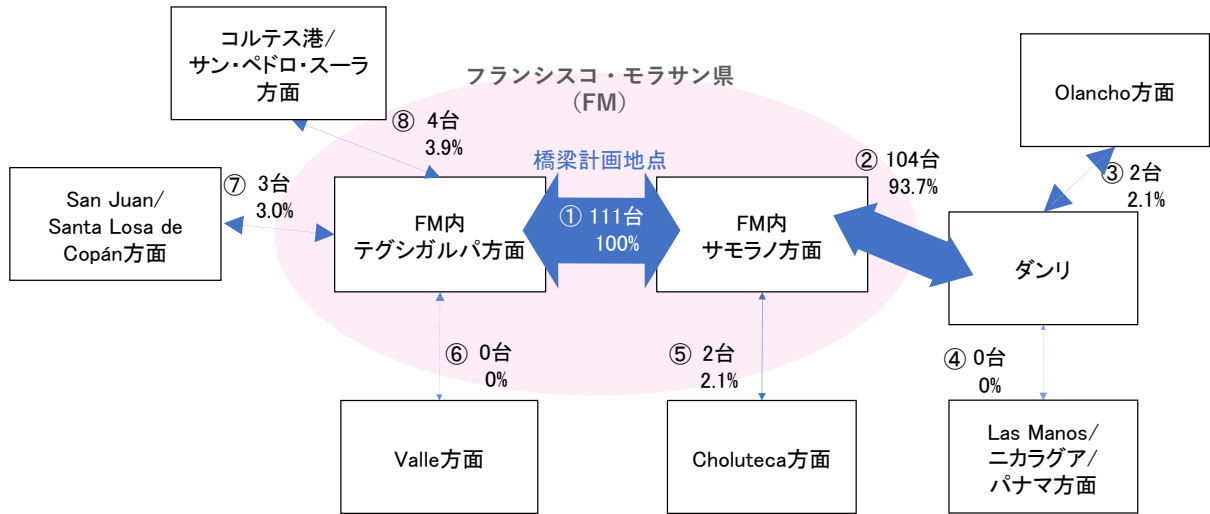 コルテス港/
サン・ペドロ・スーラ
方面
フランシスコ・モラサン県
(FM)
Olancho方面
⑧ 4台
3.9%
橋梁計画地点
② 104台
93.7%
③ 2台
2.1%
⑦ 3台
3.0%
San Juan/
Santa Losa de
Copán方面
FM内
テグシガルパ方面
① 111台
100%
FM内
サモラノ方面
ダンリ
⑥ 0台
0%
⑤ 2台
2.1%
④ 0台
0%
Valle方面
Choluteca方面
Las Manos/
ニカラグア/
パナマ方面